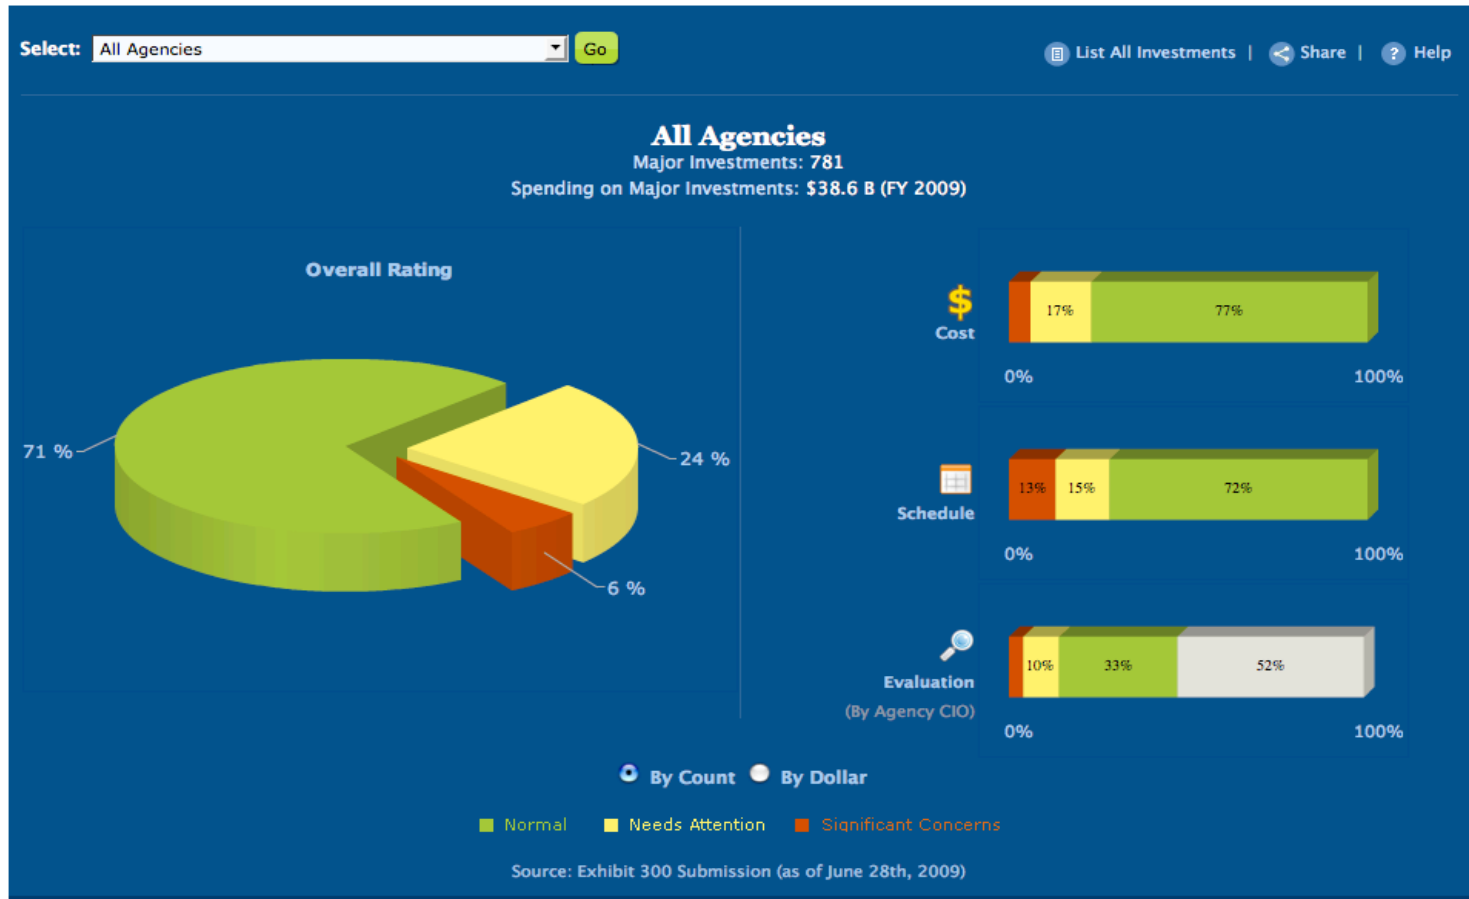 Select: All Agencies Go List All Investments | Share | ? Help
All Agencies
Major Investments: 781
Spending on Major Investments: $38.6 B (FY 2009)
Overall Rating
71 %
24 %
6 %
$
Cost
17% 77%
0% 100%
Schedule
13% 15% 72%
0% 100%
Evaluation
(By Agency CIO)
10% 33% 52%
0% 100%
By Count By Dollar
Normal Needs Attention Significant Concerns
Source: Exhibit 300 Submission (as of June 28th, 2009)